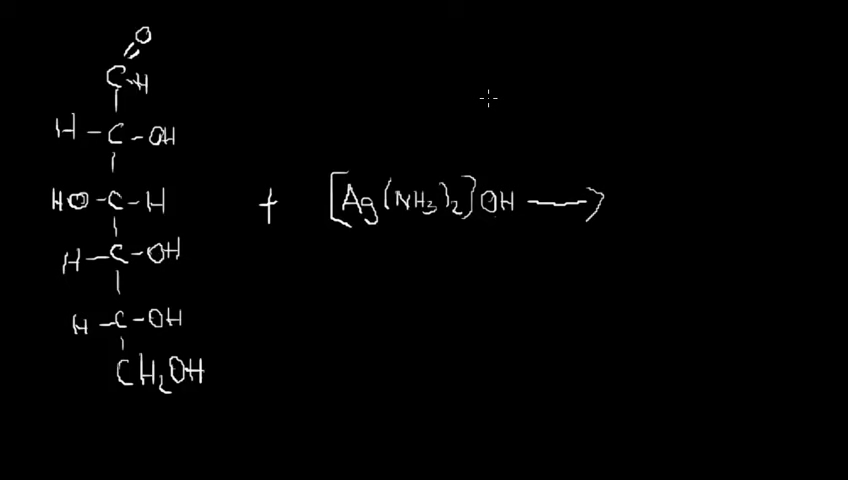 O
C-H
H-C-OH
HO-C-H + [Ag(NH3)2]OH →
H-C-OH
H-C-OH
CH2OH